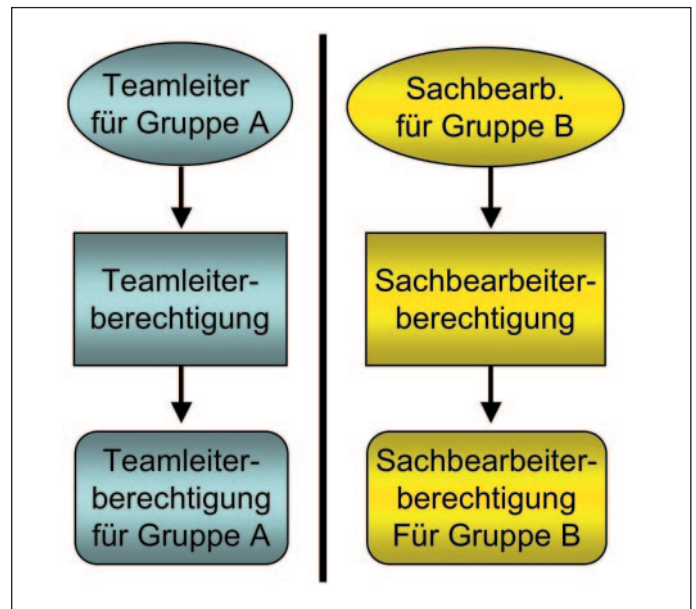 Teamleiter
für Gruppe A
Teamleiter-
berechtigung
Teamleiter-
berechtigung
für Gruppe A
Sachbearb.
für Gruppe B
Sachbearbeiter-
berechtigung
Sachbearbeiter-
berechtigung
Für Gruppe B